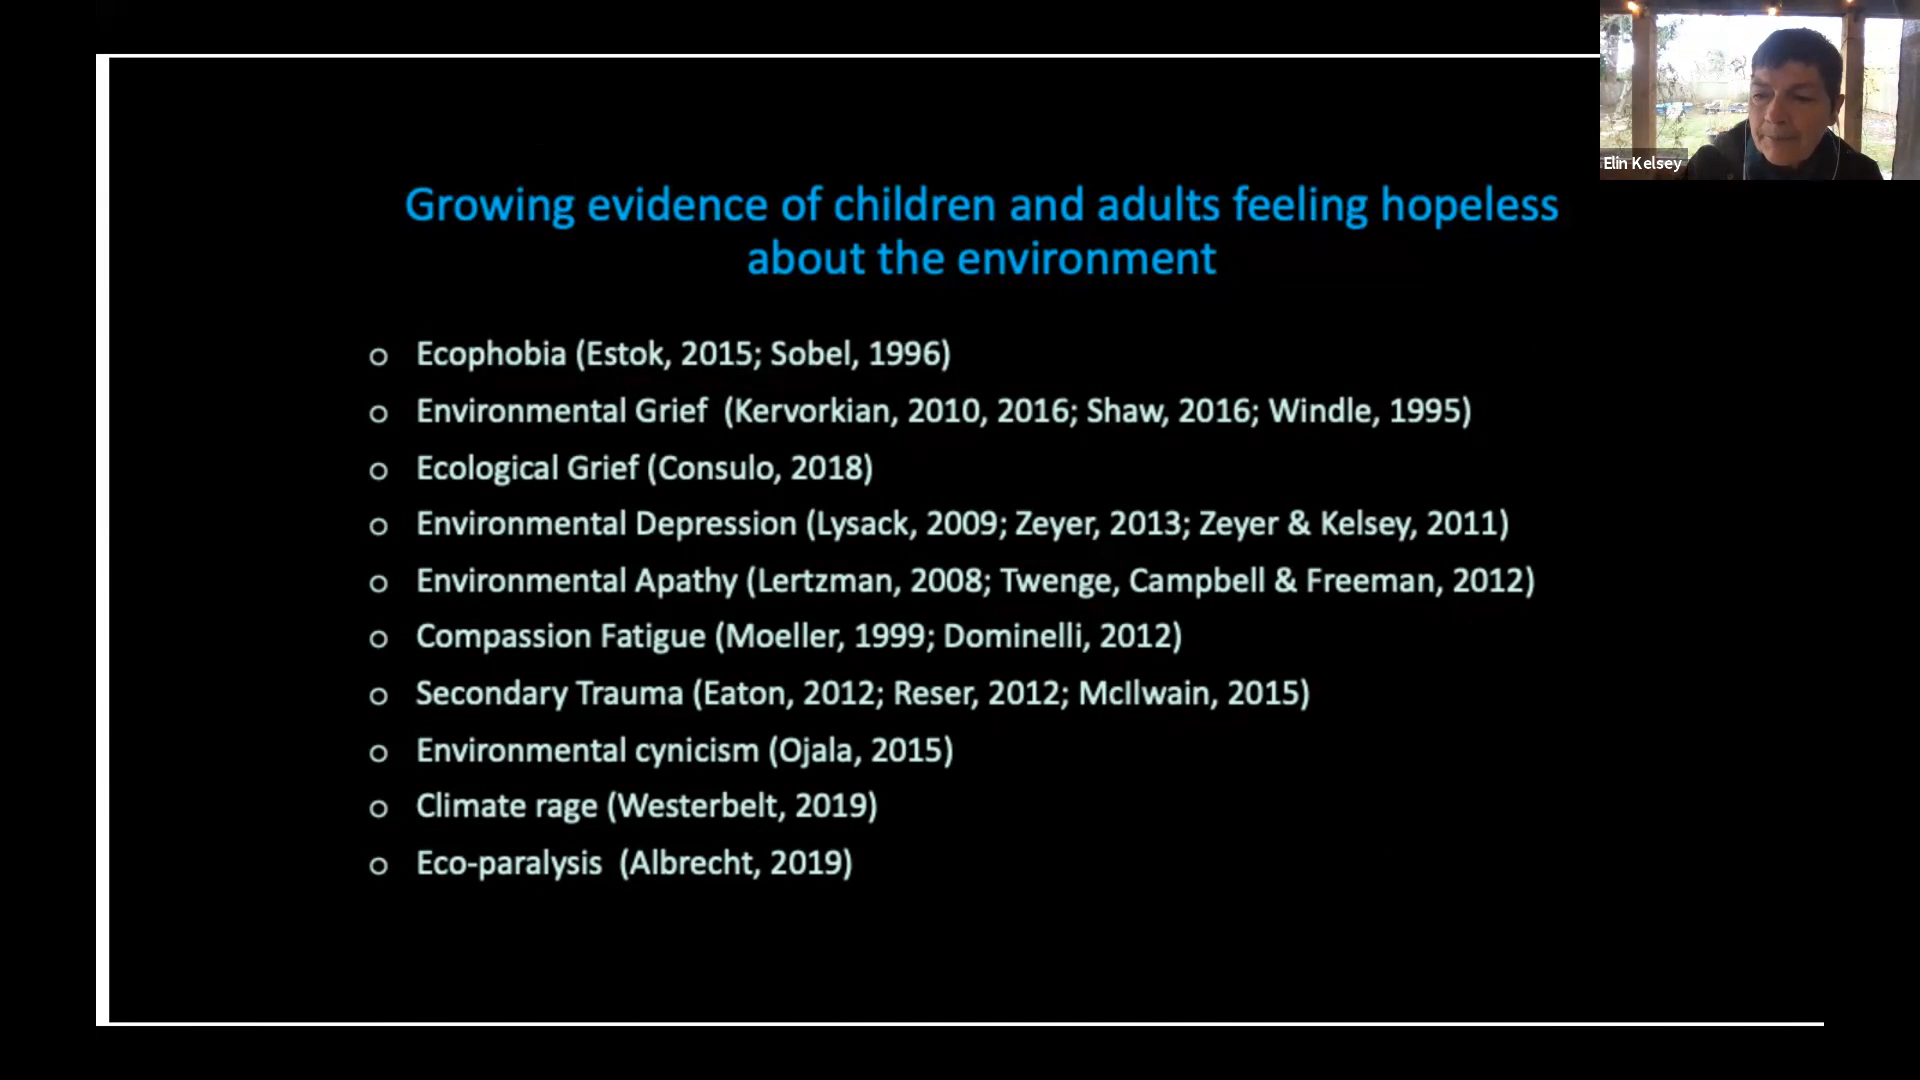 Growing evidence of children and adults feeling hopeless
about the environment
o Ecophobia (Estok, 2015; Sobel, 1996)
o Environmental Grief (Kervorkian, 2010, 2016; Shaw, 2016; Windle, 1995)
o Ecological Grief (Consulo, 2018)
o Environmental Depression (Lysack, 2009; Zeyer, 2013; Zeyer & Kelsey, 2011)
o Environmental Apathy (Lertzman, 2008; Twenge, Campbell & Freeman, 2012)
o Compassion Fatigue (Moeller, 1999; Dominelli, 2012)
o Secondary Trauma (Eaton, 2012; Reser, 2012; McIlwain, 2015)
o Environmental cynicism (Ojala, 2015)
o Climate rage (Westerbelt, 2019)
o Eco-paralysis (Albrecht, 2019)
Elin Kelsey